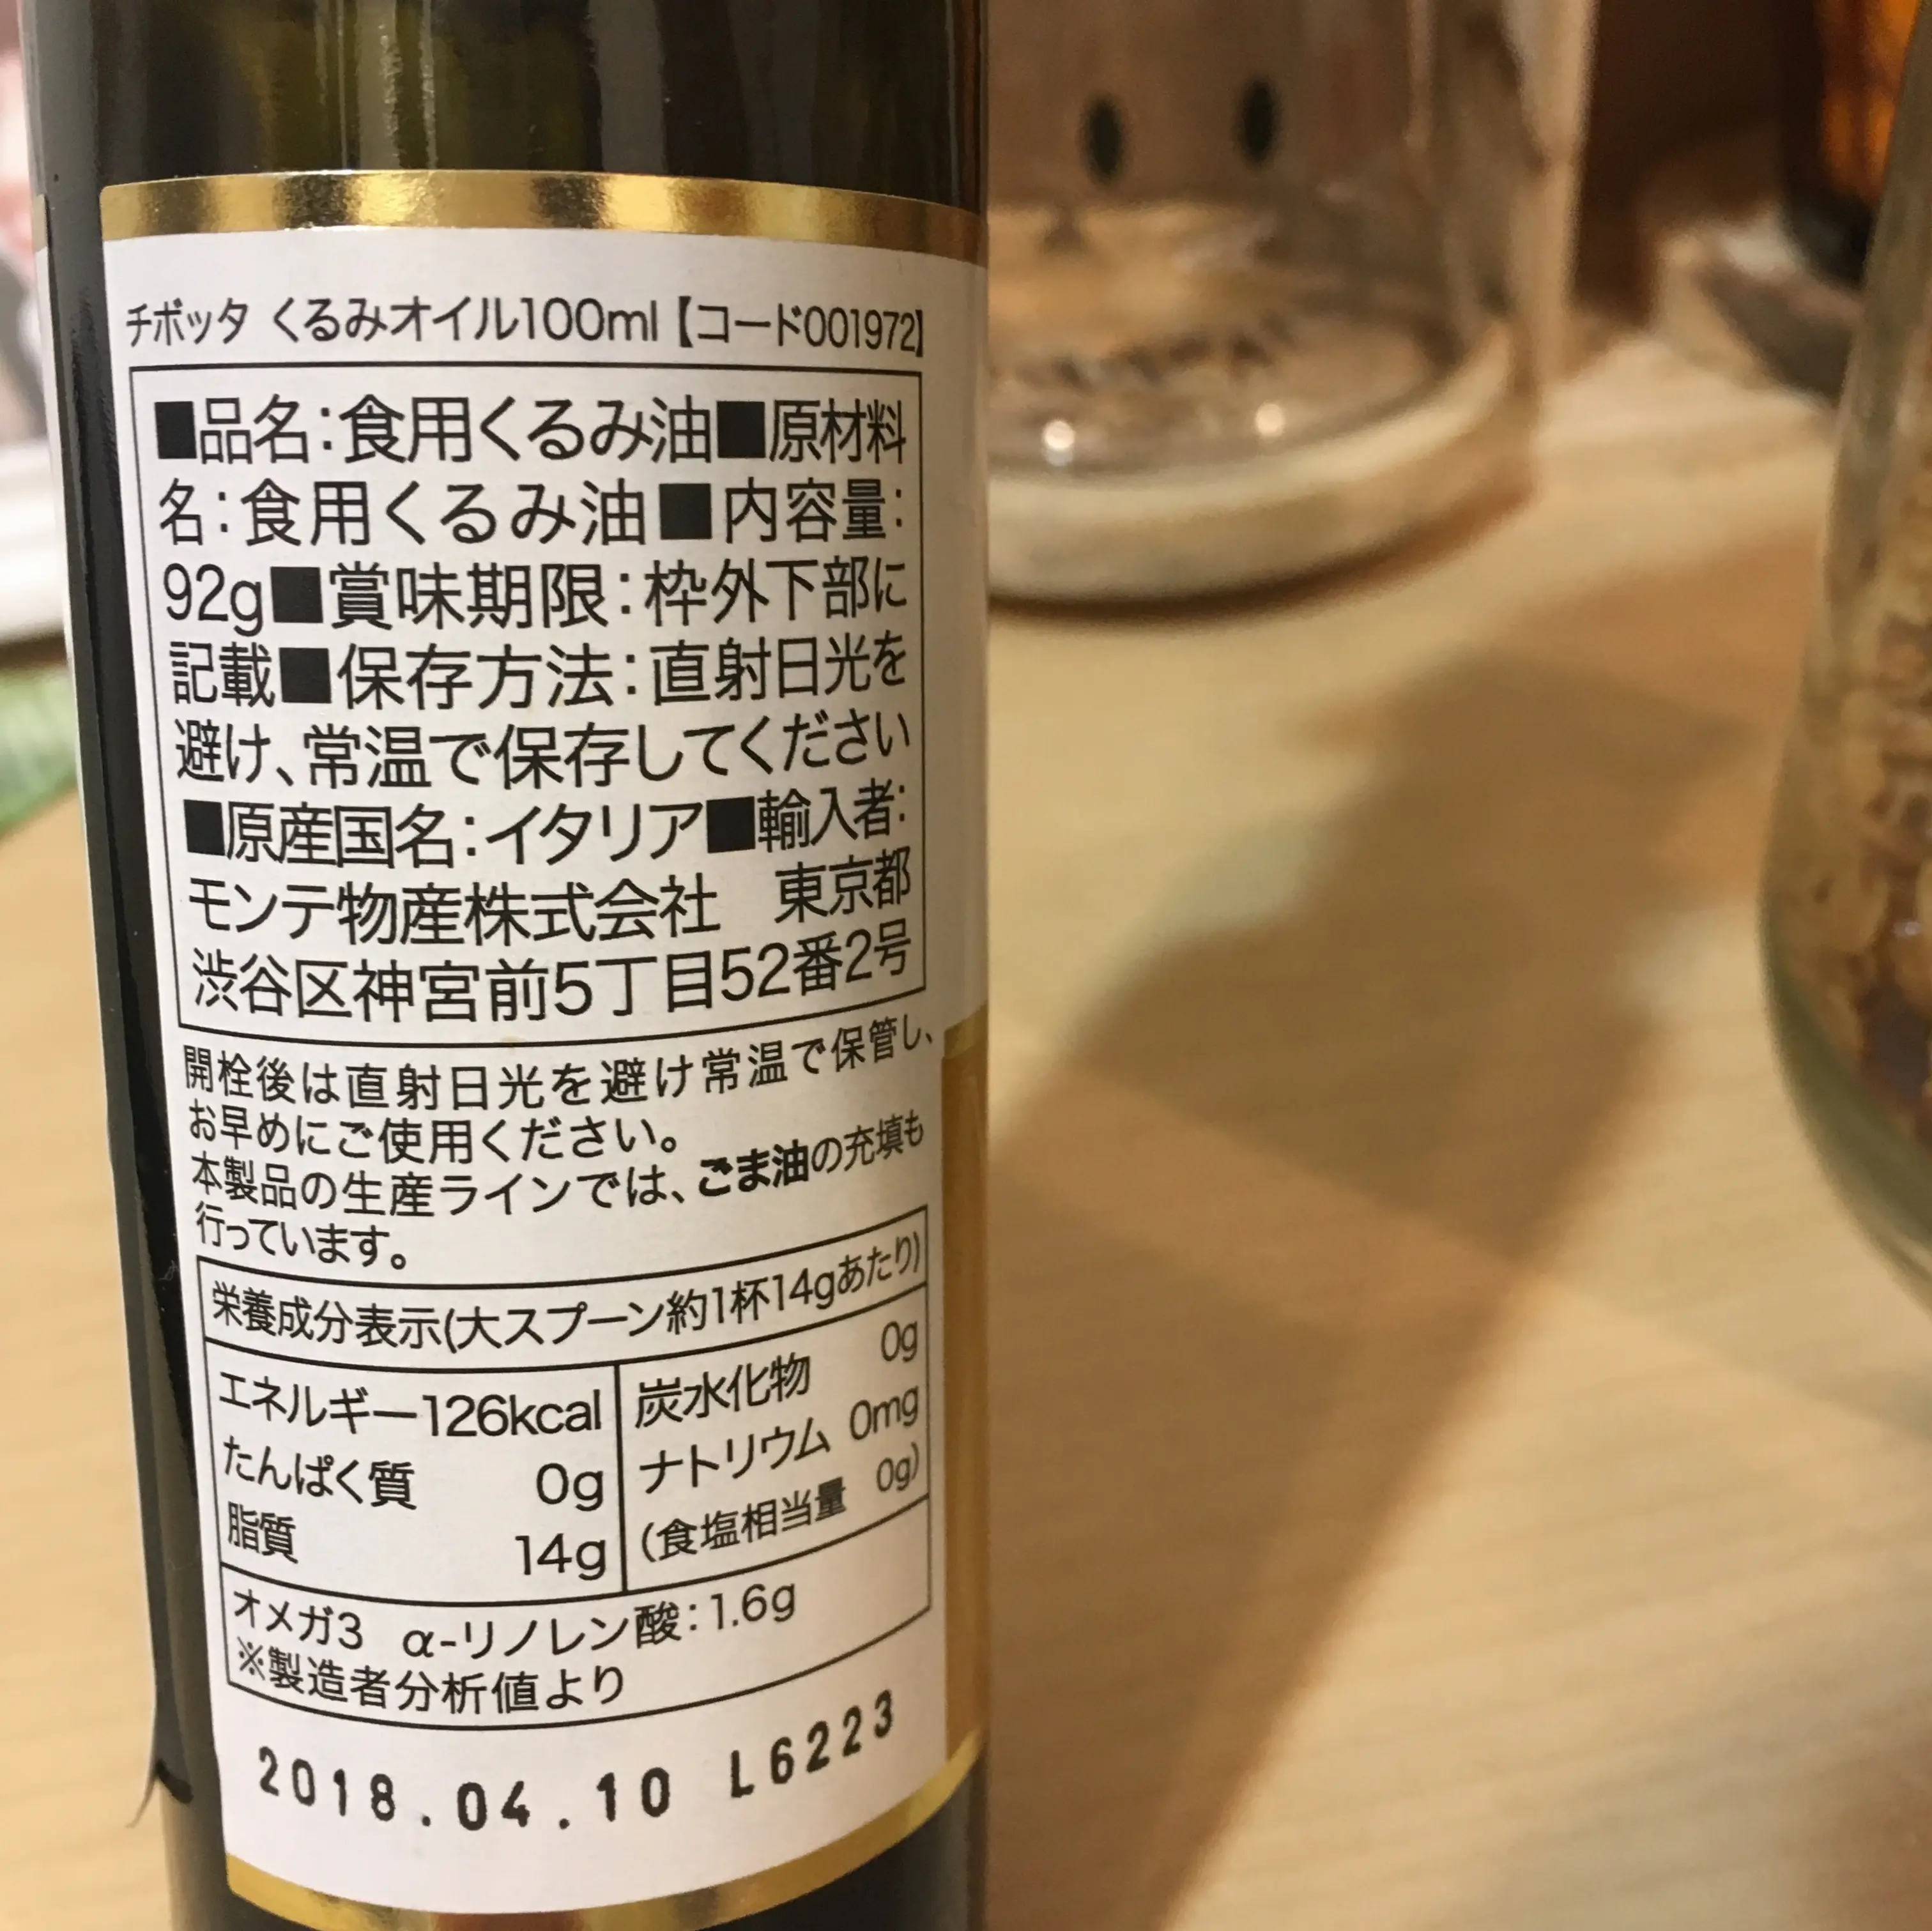 チボッタ くるみオイル100ml【コード001972】
■品名:食用くるみ油■原材料
名:食用くるみ油■内容量:
92g■賞味期限:枠外下部に
記載■保存方法:直射日光を
避け、常温で保存してください
■原産国名:イタリア■輸入者:
モンテ物産株式会社　東京都
渋谷区神宮前5丁目52番2号
開栓後は直射日光を避け常温で保管し、
お早めにご使用ください。
本製品の生産ラインでは、ごま油の充填も
行っています。
栄養成分表示(大スプーン約1杯14gあたり)
エネルギー126kcal
たんぱく質 0g
脂質 14g
炭水化物 0g
ナトリウム 0mg
(食塩相当量 0g)
オメガ3 α-リノレン酸:1.6g
※製造者分析値より
2018.04.10 L6223